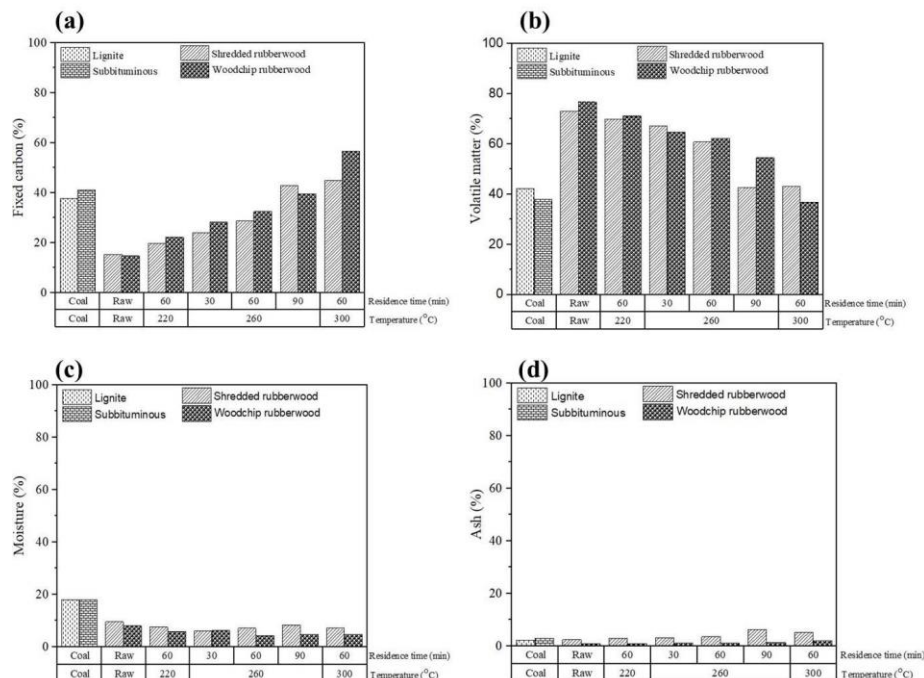 (a)
100
80
60
40
20
0
Fixed carbon (%)
Lignite
Subbituminous
Shredded rubberwood
Woodchip rubberwood
Coal Raw 60 30 60 90 60 Residence time (min)
Coal Raw 220 260 300 Temperature (°C)
(b)
100
80
60
40
20
0
Volatile matter (%)
Lignite
Subbituminous
Shredded rubberwood
Woodchip rubberwood
Coal Raw 60 30 60 90 60 Residence time (min)
Coal Raw 220 260 300 Temperature (°C)
(c)
100
80
60
40
20
0
Moisture (%)
Lignite
Subbituminous
Shredded rubberwood
Woodchip rubberwood
Coal Raw 60 30 60 90 60 Residence time (min)
Coal Raw 220 260 300 Temperature (°C)
(d)
100
80
60
40
20
0
Ash (%)
Lignite
Subbituminous
Shredded rubberwood
Woodchip rubberwood
Coal Raw 60 30 60 90 60 Residence time (min)
Coal Raw 220 260 300 Temperature (°C)